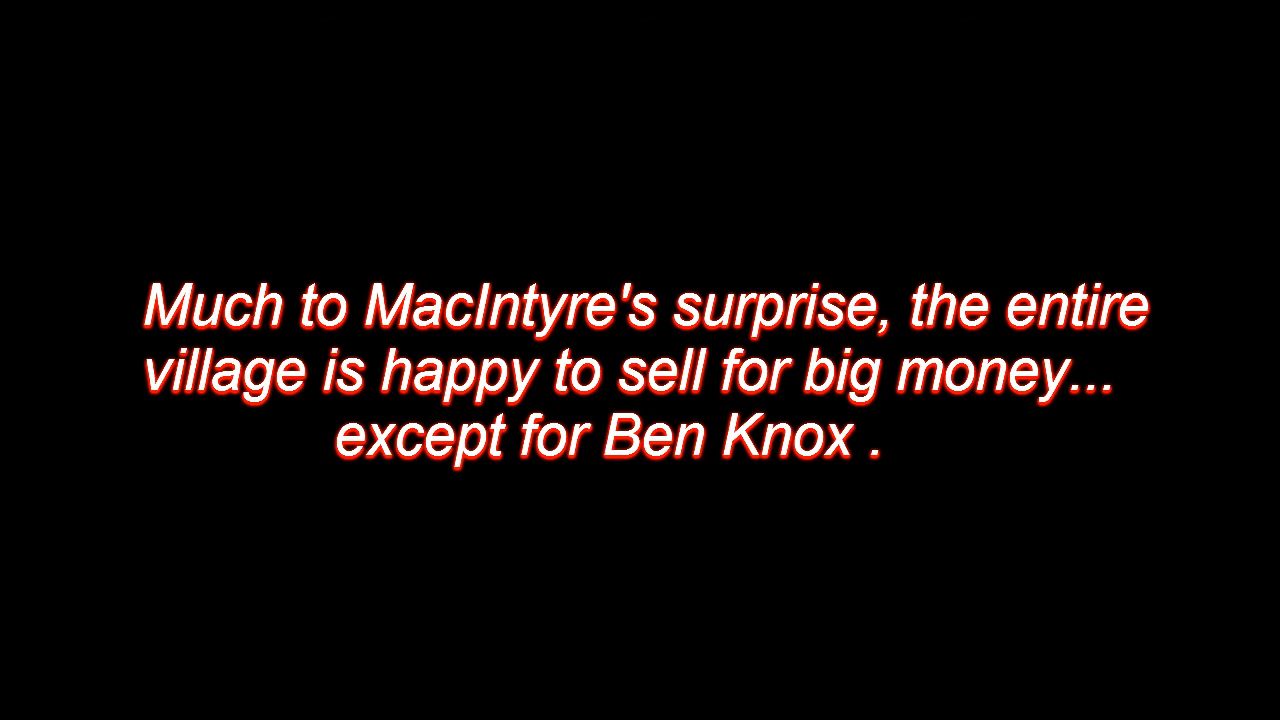 Much to MacIntyre's surprise, the entire
village is happy to sell for big money...
except for Ben Knox .